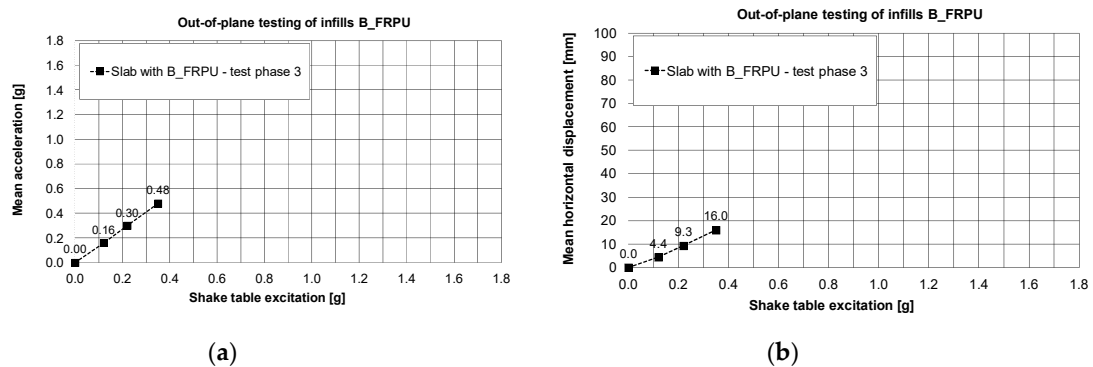 Out-of-plane testing of infills B_FRPU
1.8
1.6
1.4
1.2
1.0
0.8
0.6
0.4
0.2
0.0
Mean acceleration [g]
Slab with B_FRPU - test phase 3
0.00
0.16
0.30
0.48
0.0 0.2 0.4 0.6 0.8 1.0 1.2 1.4 1.6 1.8
Shake table excitation [g]
(a)
Out-of-plane testing of infills B_FRPU
100
90
80
70
60
50
40
30
20
10
0
Mean horizontal displacement [mm]
Slab with B_FRPU - test phase 3
0.0
4.4
9.3
16.0
0.0 0.2 0.4 0.6 0.8 1.0 1.2 1.4 1.6 1.8
Shake table excitation [g]
(b)